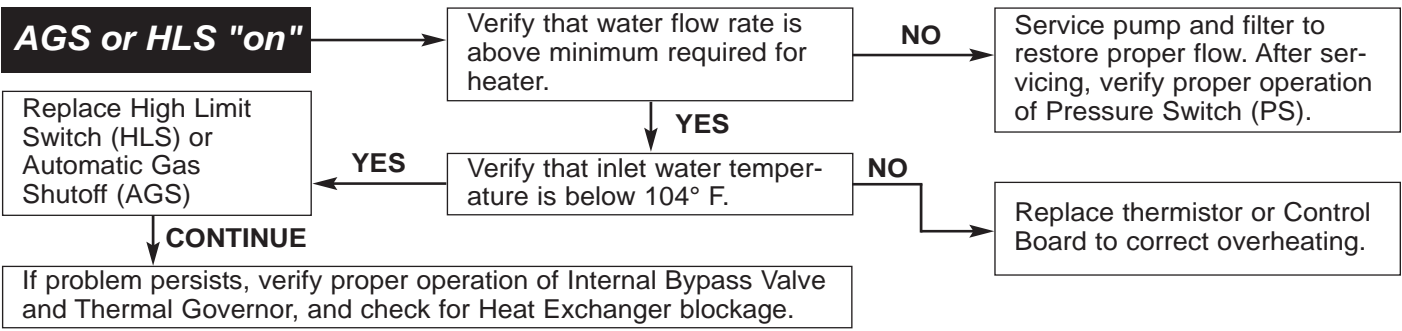 AGS or HLS "on"
Verify that water flow rate is
above minimum required for
heater.
NO
Service pump and filter to
restore proper flow. After ser-
vicing, verify proper operation
of Pressure Switch (PS).
YES
Verify that inlet water temper-
ature is below 104° F.
NO
Replace thermistor or Control
Board to correct overheating.
YES
Replace High Limit
Switch (HLS) or
Automatic Gas
Shutoff (AGS)
CONTINUE
If problem persists, verify proper operation of Internal Bypass Valve
and Thermal Governor, and check for Heat Exchanger blockage.